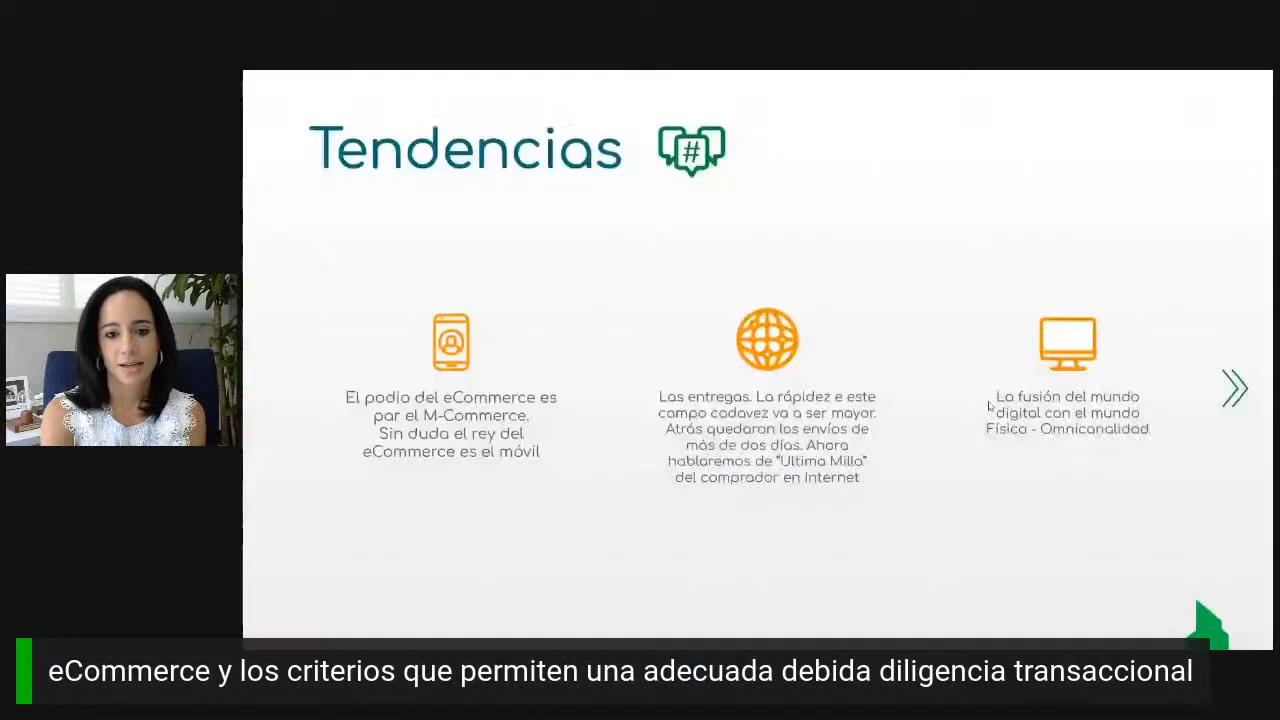 Tendencias
#
El podio del eCommerce es
par el M-Commerce.
Sin duda el rey del
eCommerce es el móvil
Las entregas. La rápidez e este
campo cadavez va a ser mayor.
Atrás quedaron los envíos de
más de dos días. Ahora
hablaremos de "Ultima Milla"
del comprador en internet
La fusión del mundo
digital con el mundo
Física - Omnicanalidad
eCommerce y los criterios que permiten una adecuada debida diligencia transaccional